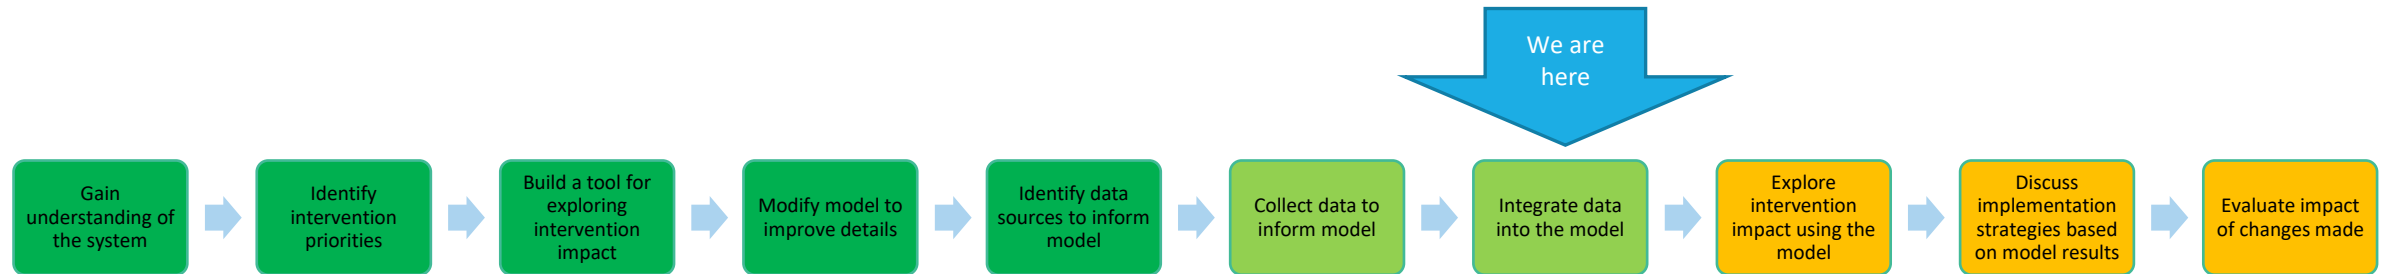 We are
here
Gain
understanding of
the system
Identify
intervention
priorities
Build a tool for
exploring
intervention
impact
Modify model to
improve details
Identify data
sources to inform
model
Collect data to
inform model
Integrate data
into the model
Explore
intervention
impact using the
model
Discuss
implementation
strategies based
on model results
Evaluate impact
of changes made